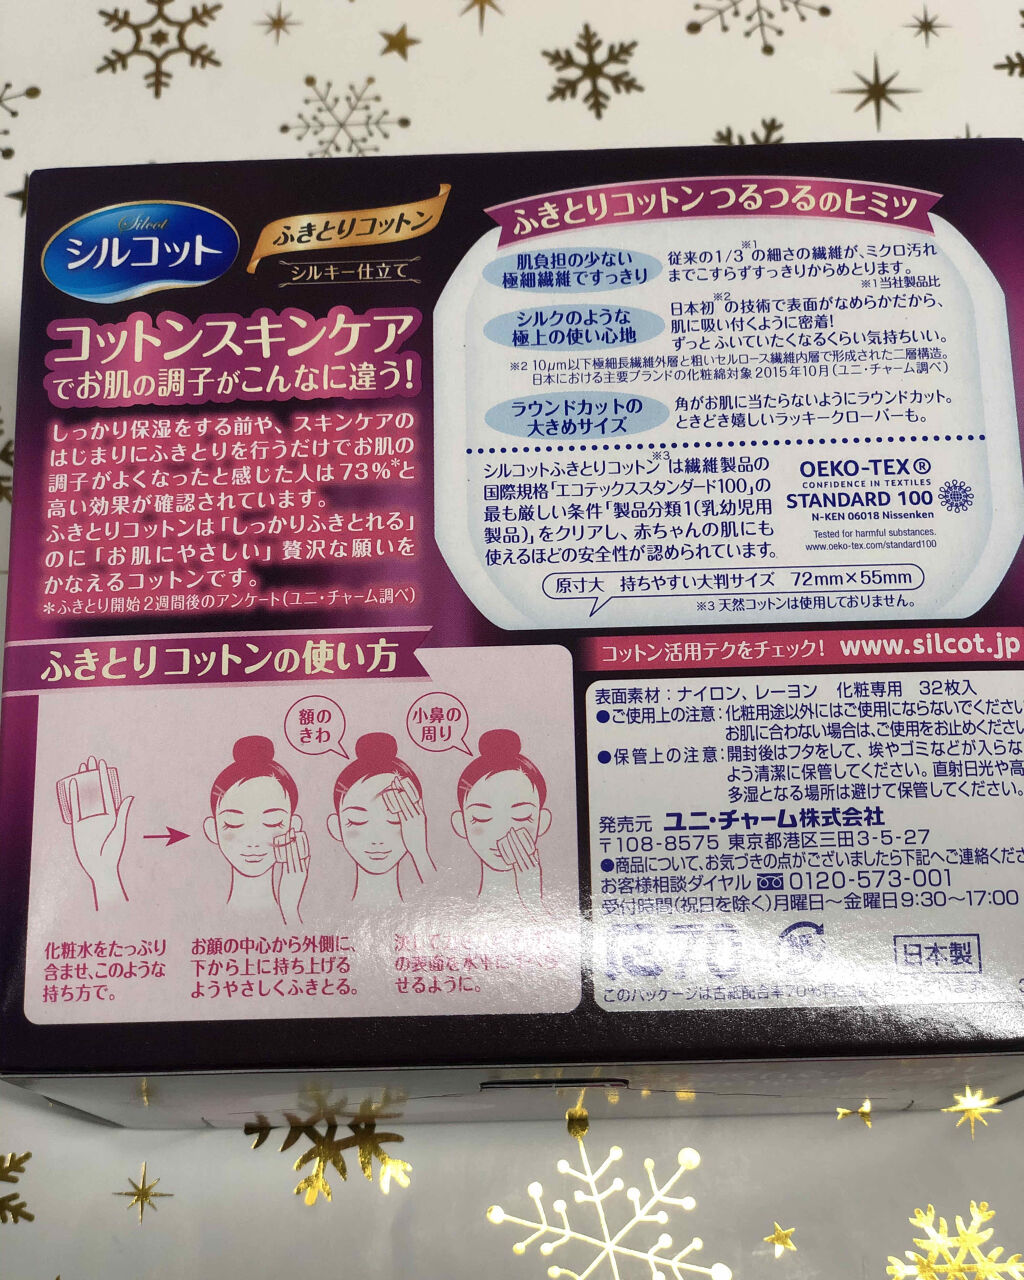 Silcot
シルコット
ふきとりコットン
シルキー仕立て
コットンスキンケア
でお肌の調子がこんなに違う!
しっかり保湿をする前や、スキンケアの
はじまりにふきとりを行うだけでお肌の
調子がよくなったと感じた人は73%*と
高い効果が確認されています。
ふきとりコットンは「しっかりふきとれる」
のに「お肌にやさしい」贅沢な願いを
かなえるコットンです。
*ふきとり開始2週間後のアンケート(ユニ・チャーム調べ)
ふきとりコットン つるつるのヒミツ
肌負担の少ない
極細繊維ですっきり
従来の1/3※1の細さの繊維が、ミクロ汚れ
までこすらずすっきりからめとります。
※1当社製品比
シルクのような
極上の使い心地
日本初※2の技術で表面がなめらかだから、
肌に吸い付くように密着!
ずっとふいていたくなるくらい気持ちいい。
※2 10μm以下極細長繊維外層と粗いセルロース繊維内層で形成された二層構造。
日本における主要ブランドの化粧綿対象 2015年10月(ユニ・チャーム調べ)
ラウンドカットの
大きめサイズ
角がお肌に当たらないようにラウンドカット。
ときどき嬉しいラッキークローバーも。
シルコットふきとりコットン※3は繊維製品の
国際規格「エコテックススタンダード100」の
最も厳しい条件「製品分類1(乳幼児用
製品)」をクリアし、赤ちゃんの肌にも
使えるほどの安全性が認められています。
OEKO-TEX®
CONFIDENCE IN TEXTILES
STANDARD 100
N-KEN 06018 Nissenken
Tested for harmful substances.
www.oeko-tex.com/standard100
原寸大 持ちやすい大判サイズ 72mm×55mm
※3 天然コットンは使用しておりません。
ふきとりコットンの使い方
額の
きわ
小鼻の
周り
化粧水をたっぷり
含ませ、このような
持ち方で。
お顔の中心から外側に、
下から上に持ち上げる
ようやさしくふきとる。
の表面を水平に
せるように。
コットン活用テクをチェック! www.silcot.jp
表面素材:ナイロン、レーヨン 化粧専用 32枚入
●ご使用上の注意:化粧用途以外にはご使用にならないでください
お肌に合わない場合は、ご使用をお止めください
●保管上の注意:開封後はフタをして、埃やゴミなどが入らな
よう清潔に保管してください。直射日光や高
多湿となる場所は避けて保管してください。
発売元 ユニ・チャーム株式会社
〒108-8575 東京都港区三田3-5-27
●商品について、お気づきの点がございましたら下記へご連絡くださ
お客様相談ダイヤル 0120-573-001
受付時間(祝日を除く)月曜日〜金曜日9:30〜17:00
日本製
このパッケージは古紙配合率70%